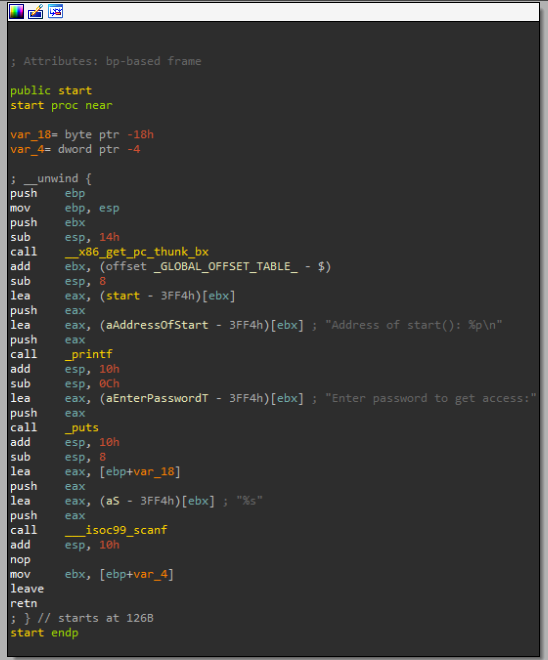 ; Attributes: bp-based frame
public start
start proc near
var_18= byte ptr -18h
var_4= dword ptr -4
; __unwind {
push    ebp
mov     ebp, esp
push    ebx
sub     esp, 14h
call    __x86_get_pc_thunk_bx
add     ebx, (offset _GLOBAL_OFFSET_TABLE_ - $)
sub     esp, 8
lea     eax, (start - 3FF4h)[ebx]
push    eax
lea     eax, (aAddressOfStart - 3FF4h)[ebx] ; "Address of start(): %p\n"
push    eax
call    _printf
add     esp, 10h
sub     esp, 0Ch
lea     eax, (aEnterPasswordT - 3FF4h)[ebx] ; "Enter password to get access:"
push    eax
call    _puts
add     esp, 10h
sub     esp, 8
lea     eax, [ebp+var_18]
push    eax
lea     eax, (aS - 3FF4h)[ebx] ; "%s"
push    eax
call    ___isoc99_scanf
add     esp, 10h
nop
mov     ebx, [ebp+var_4]
leave
retn
; } // starts at 126B
start endp